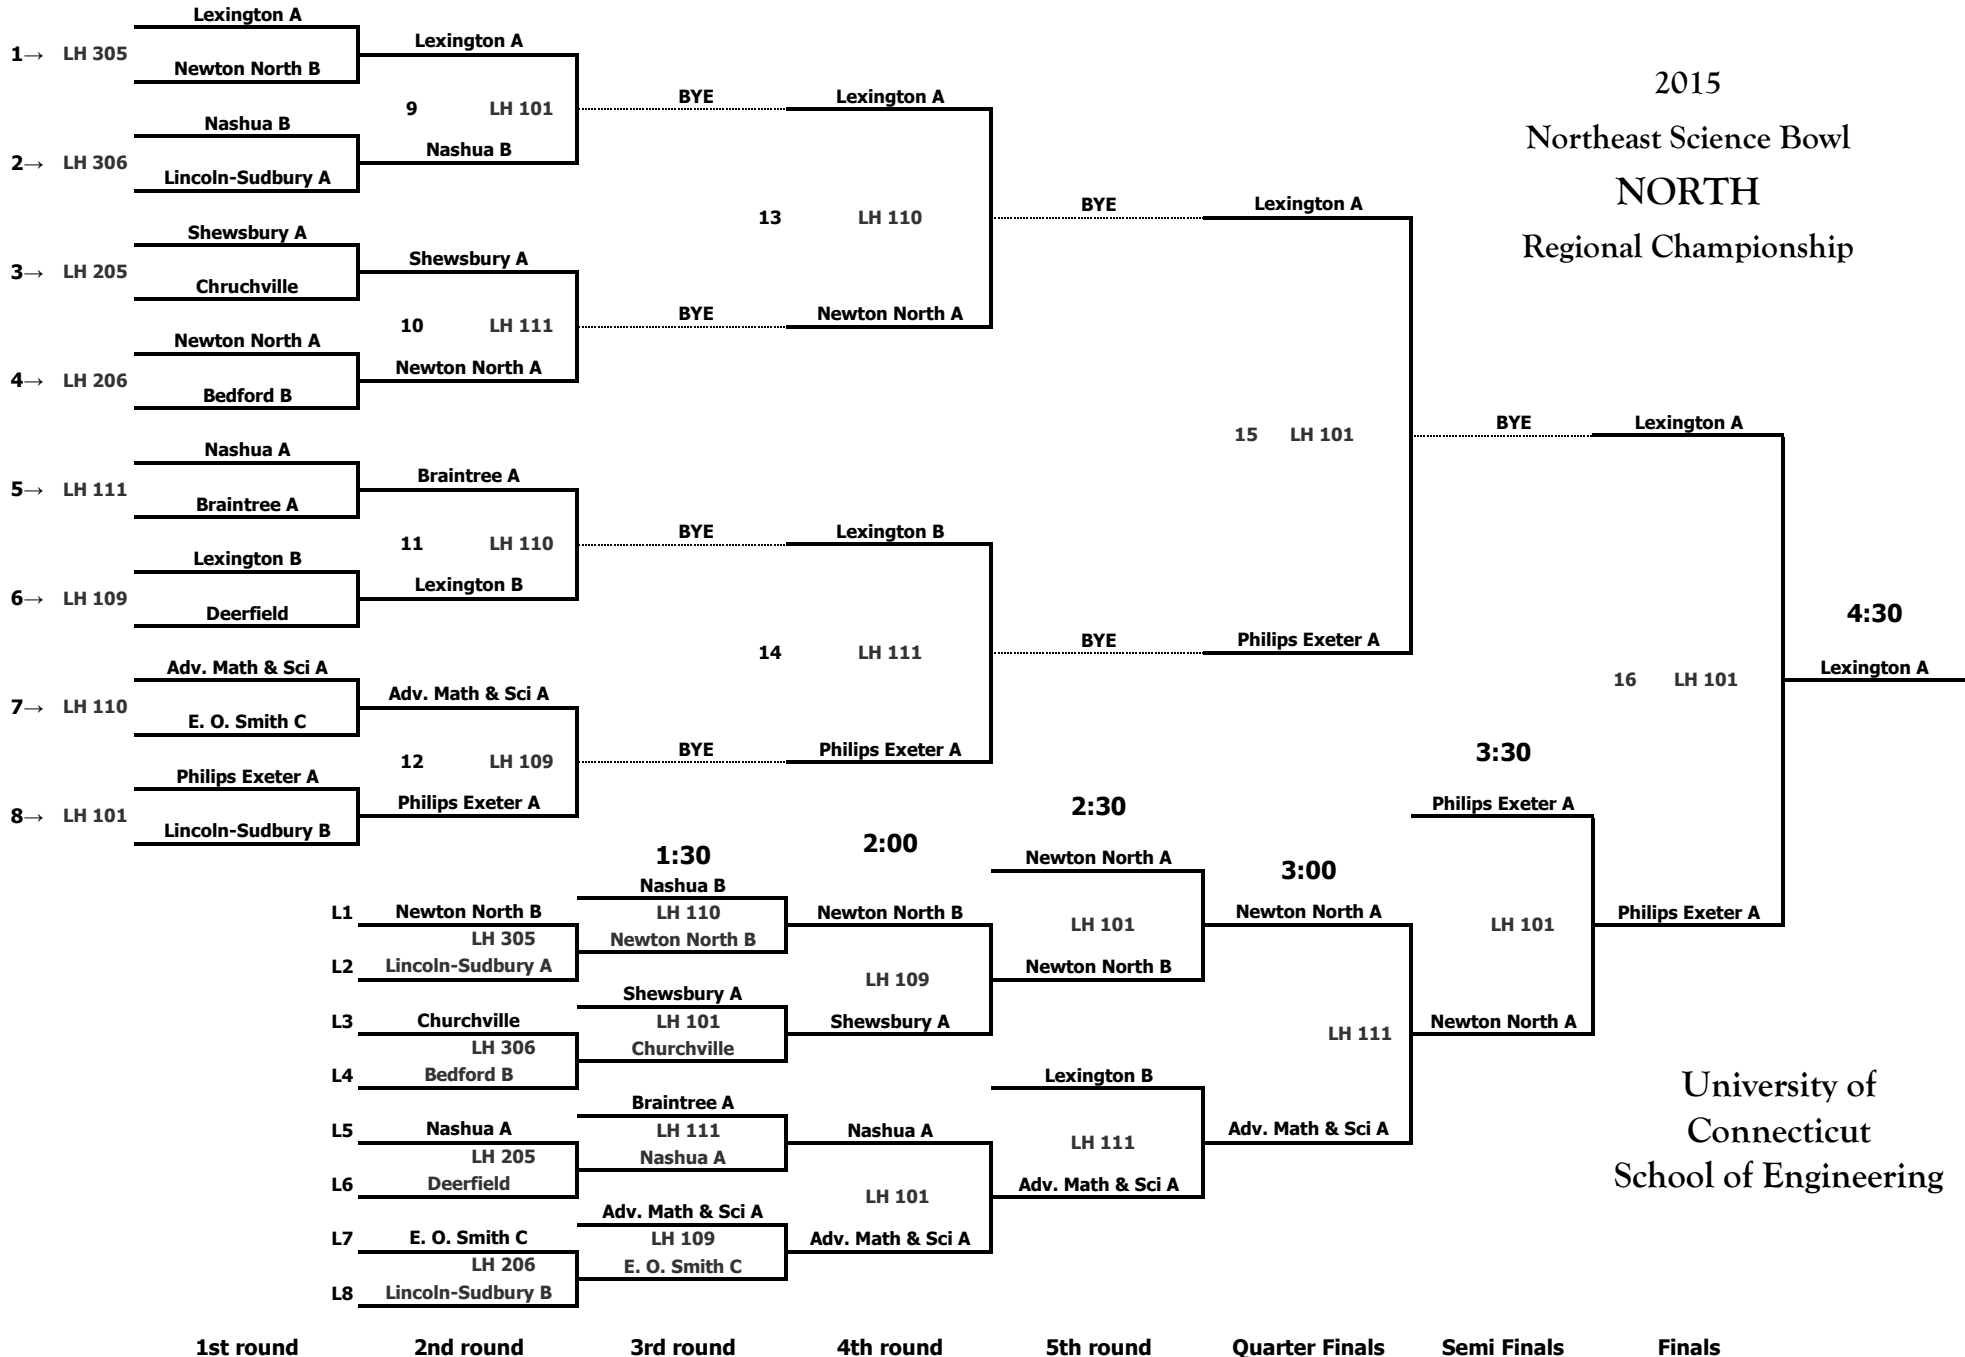 Lexington A
1→ LH 305
Newton North B
Lexington A
Nashua B
2→ LH 306
Lincoln-Sudbury A
9 LH 101
Nashua B
BYE
Lexington A
Shewsbury A
3→ LH 205
Chruchville
Shewsbury A
Newton North A
4→ LH 206
Bedford B
10 LH 111
Newton North A
BYE
Newton North A
13 LH 110
BYE
Lexington A
Nashua A
5→ LH 111
Braintree A
Braintree A
Lexington B
6→ LH 109
Deerfield
11 LH 110
Lexington B
BYE
Lexington B
Adv. Math & Sci A
7→ LH 110
E. O. Smith C
Adv. Math & Sci A
Philips Exeter A
8→ LH 101
Lincoln-Sudbury B
12 LH 109
Philips Exeter A
BYE
Philips Exeter A
14 LH 111
BYE
Philips Exeter A
15 LH 101
BYE
Lexington A
16 LH 101
4:30
Lexington A
2015
Northeast Science Bowl
NORTH
Regional Championship
L1 Newton North B
LH 305
L2 Lincoln-Sudbury A
L3 Churchville
LH 306
L4 Bedford B
L5 Nashua A
LH 205
L6 Deerfield
L7 E. O. Smith C
LH 206
L8 Lincoln-Sudbury B
1:30
Nashua B
LH 110
Newton North B
Shewsbury A
LH 101
Churchville
Braintree A
LH 111
Nashua A
Adv. Math & Sci A
LH 109
E. O. Smith C
2:00
Newton North B
LH 109
Shewsbury A
Nashua A
LH 101
Adv. Math & Sci A
2:30
Newton North A
LH 101
Newton North B
Lexington B
LH 111
Adv. Math & Sci A
3:00
Newton North A
LH 111
Adv. Math & Sci A
3:30
Philips Exeter A
LH 101
Newton North A
Philips Exeter A
University of
Connecticut
School of Engineering
1st round 2nd round 3rd round 4th round 5th round Quarter Finals Semi Finals Finals